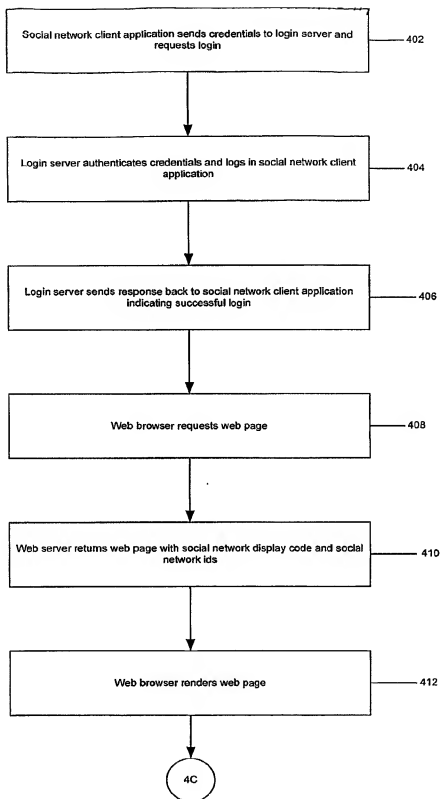 Social network client application sends credentials to login server and
requests login
402
Login server authenticates credentials and logs in social network client
application
404
Login server sends response back to social network client application
indicating successful login
406
Web browser requests web page
408
Web server returns web page with social network display code and social
network ids
410
Web browser renders web page
412
4C